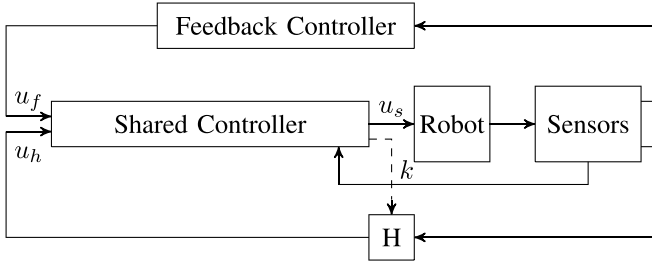 Feedback Controller
u_f
u_s
Shared Controller
Robot
Sensors
u_h
k
H